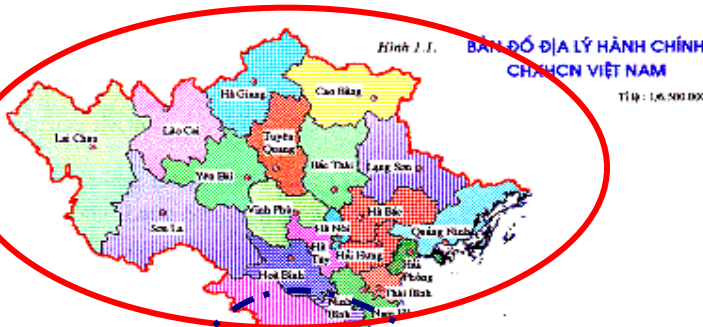 Hình 1.1.
BẢN ĐỒ ĐỊA LÝ HÀNH CHÍNH
CHXHCN VIỆT NAM
Tỉ lệ : 1/6.500.000
Hà Giang
Cao Bằng
Lai Châu
Lào Cai
Tuyên
Quang
Bắc Thái
Lạng Sơn
Yên Bái
Vĩnh Phú
Hà Bắc
Sơn La
Hà Nội
Quảng Ninh
Hà
Tây
Hải Hưng
Hoà Bình
Hải
Phòng
Thái Bình
Ninh
Bình